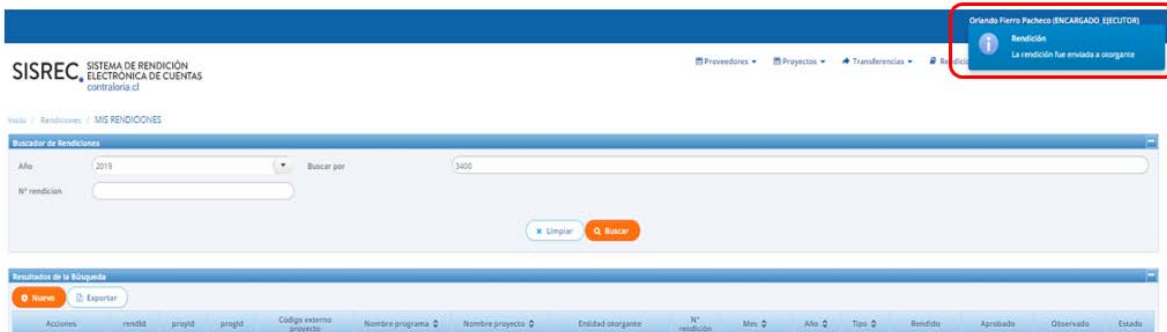 Orlando Fierro Pacheco (ENCARGADO_EJECUTOR)
Rendición
La rendición fue enviada a otorgante
SISREC SISTEMA DE RENDICIÓN
ELECTRÓNICA DE CUENTAS
contraloria.cl
Proveedores Proyectos Transferencias Rendicio
Inicio / Rendiciones / MIS RENDICIONES
Buscador de Rendiciones
Año 2019 Buscar por 3400
N° rendicion
Limpiar Buscar
Resultados de la Búsqueda
Nuevo Exportar
Acciones rendId proyId progId Código externo proyecto Nombre programa Nombre proyecto Entidad otorgante N° rendición Mes Año Tipo Rendido Aprobado Observado Estado